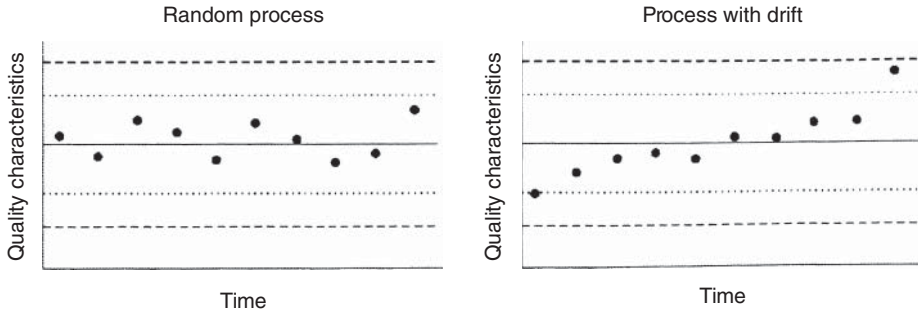 Random process
Quality characteristics
Time
Process with drift
Quality characteristics
Time